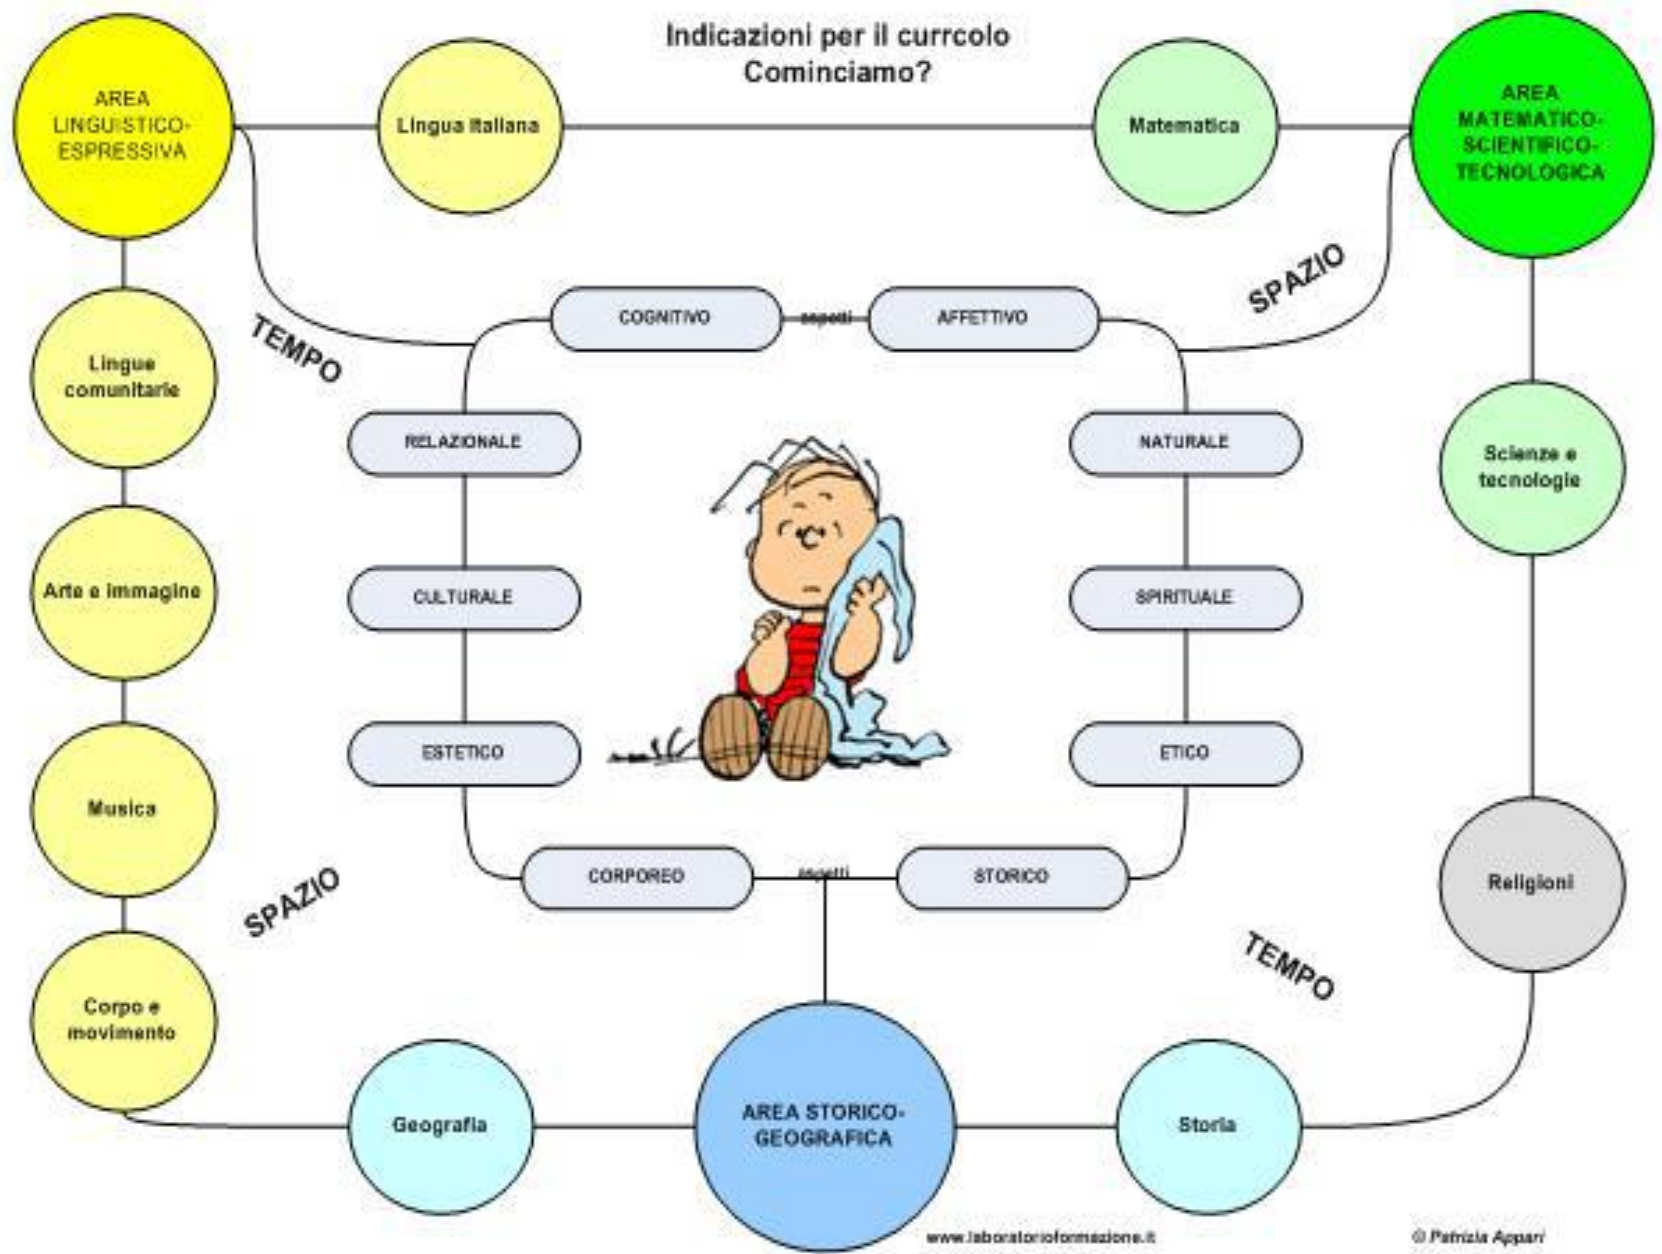 Indicazioni per il currcolo
Cominciamo?
AREA
LINGUISTICO-
ESPRESSIVA
Lingua italiana
Matematica
AREA
MATEMATICO-
SCIENTIFICO-
TECNOLOGICA
TEMPO
SPAZIO
COGNITIVO
aspetti
AFFETTIVO
Lingue
comunitarie
RELAZIONALE
NATURALE
Scienze e
tecnologie
Arte e immagine
CULTURALE
SPIRITUALE
ESTETICO
ETICO
Musica
CORPOREO
aspetti
STORICO
Religioni
SPAZIO
TEMPO
Corpo e
movimento
Geografia
AREA STORICO-
GEOGRAFICA
Storia
www.laboratorioformazione.it
© Patrizia Appari